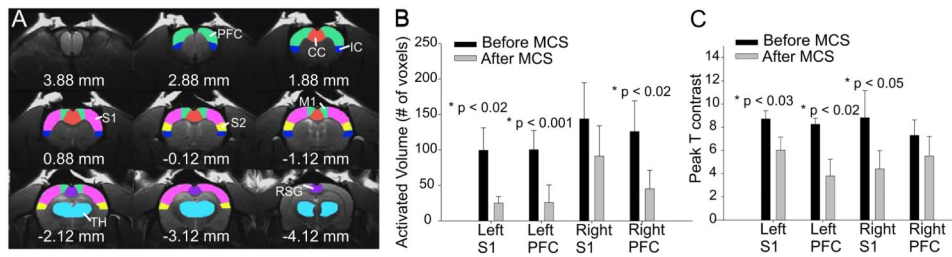 A
PFC
CC
IC
3.88 mm
2.88 mm
1.88 mm
S1
S2
M1
0.88 mm
-0.12 mm
-1.12 mm
TH
RSG
-2.12 mm
-3.12 mm
-4.12 mm
B
Activated Volume (# of voxels)
250
200
150
100
50
0
Before MCS
After MCS
* p < 0.02
* p < 0.001
* p < 0.02
Left S1
Left PFC
Right S1
Right PFC
C
Peak T contrast
14
12
10
8
6
4
2
0
Before MCS
After MCS
* p < 0.03
* p < 0.02
* p < 0.05
Left S1
Left PFC
Right S1
Right PFC